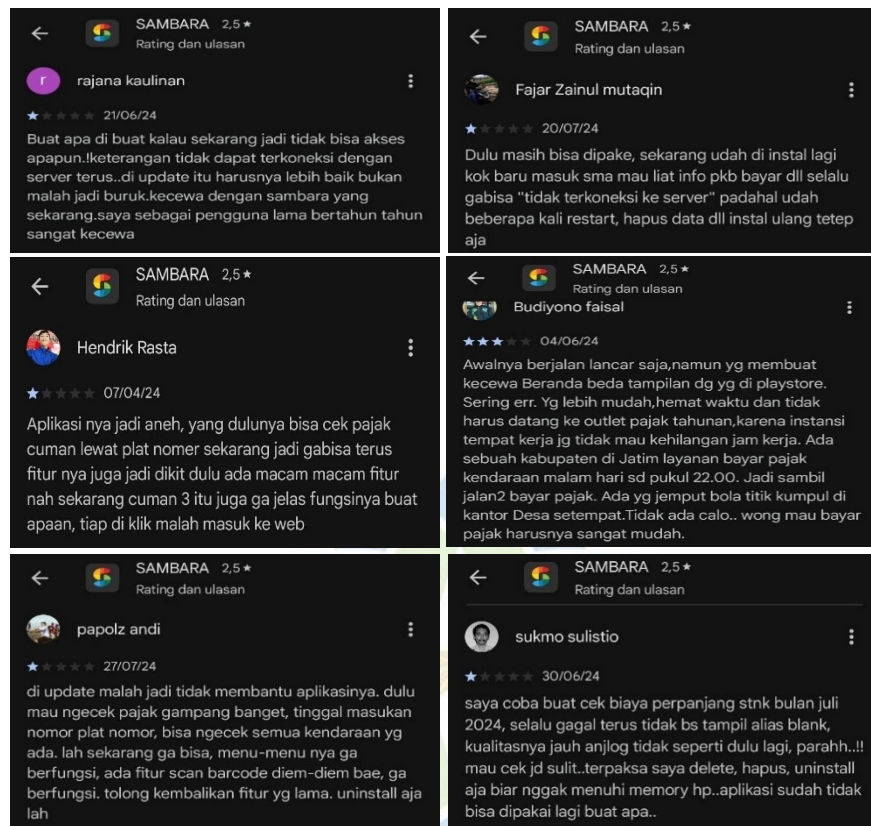 SAMBARA 2,5★
Rating dan ulasan
r
rajana kaulinan
21/06/24
Buat apa di buat kalau sekarang jadi tidak bisa akses
apapun.!keterangan tidak dapat terkoneksi dengan
server terus..di update itu harusnya lebih baik bukan
malah jadi buruk.kecewa dengan sambara yang
sekarang.saya sebagai pengguna lama bertahun tahun
sangat kecewa
SAMBARA 2,5★
Rating dan ulasan
Fajar Zainul mutaqin
20/07/24
Dulu masih bisa dipake, sekarang udah di instal lagi
kok baru masuk sma mau liat info pkb bayar dll selalu
gabisa "tidak terkoneksi ke server" padahal udah
beberapa kali restart, hapus data dll instal ulang tetep
aja
SAMBARA 2,5★
Rating dan ulasan
Hendrik Rasta
07/04/24
Aplikasi nya jadi aneh, yang dulunya bisa cek pajak
cuman lewat plat nomer sekarang jadi gabisa terus
fitur nya juga jadi dikit dulu ada macam macam fitur
nah sekarang cuman 3 itu juga ga jelas fungsinya buat
apaan, tiap di klik malah masuk ke web
SAMBARA 2,5★
Rating dan ulasan
Budiyono faisal
04/06/24
Awalnya berjalan lancar saja,namun yg membuat
kecewa Beranda beda tampilan dg yg di playstore.
Sering err. Yg lebih mudah,hemat waktu dan tidak
harus datang ke outlet pajak tahunan,karena instansi
tempat kerja jg tidak mau kehilangan jam kerja. Ada
sebuah kabupaten di Jatim layanan bayar pajak
kendaraan malam hari sd pukul 22.00. Jadi sambil
jalan2 bayar pajak. Ada yg jemput bola titik kumpul di
kantor Desa setempat.Tidak ada calo.. wong mau bayar
pajak harusnya sangat mudah.
SAMBARA 2,5★
Rating dan ulasan
papolz andi
27/07/24
di update malah jadi tidak membantu aplikasinya. dulu
mau ngecek pajak gampang banget, tinggal masukan
nomor plat nomor, bisa ngecek semua kendaraan yg
ada. lah sekarang ga bisa, menu-menu nya ga
berfungsi, ada fitur scan barcode diem-diem bae, ga
berfungsi. tolong kembalikan fitur yg lama. uninstall aja
lah
SAMBARA 2,5★
Rating dan ulasan
sukmo sulistio
30/06/24
saya coba buat cek biaya perpanjang stnk bulan juli
2024, selalu gagal terus tidak bs tampil alias blank,
kualitasnya jauh anjlog tidak seperti dulu lagi, parahh..!!
mau cek jd sulit..terpaksa saya delete, hapus, uninstall
aja biar nggak menuhi memory hp..aplikasi sudah tidak
bisa dipakai lagi buat apa..